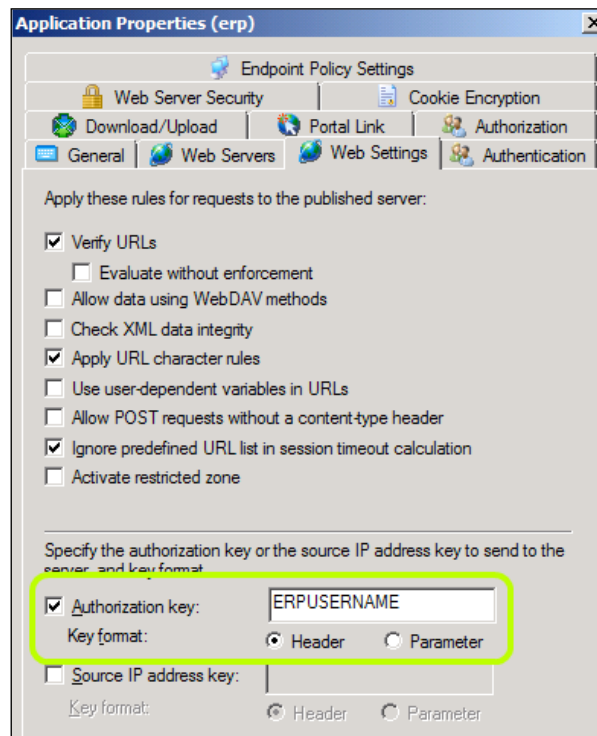 Application Properties (erp)
Endpoint Policy Settings
Web Server Security Cookie Encryption
Download/Upload Portal Link Authorization
General Web Servers Web Settings Authentication
Apply these rules for requests to the published server:
Verify URLs
Evaluate without enforcement
Allow data using WebDAV methods
Check XML data integrity
Apply URL character rules
Use user-dependent variables in URLs
Allow POST requests without a content-type header
Ignore predefined URL list in session timeout calculation
Activate restricted zone
Specify the authorization key or the source IP address key to send to the
server, and key format
Authorization key: ERPUSERNAME
Key format: Header Parameter
Source IP address key:
Key format: Header Parameter